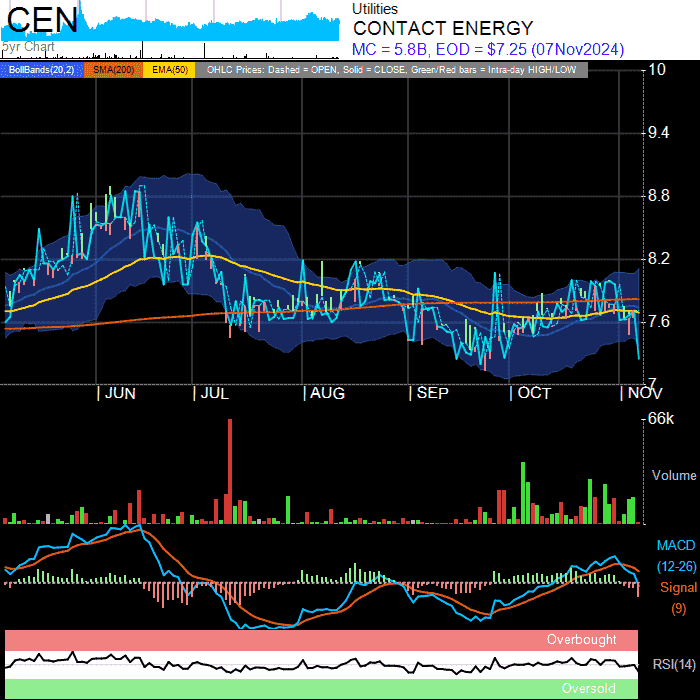 CEN
5yr Chart
Utilities
CONTACT ENERGY
MC = 5.8B, EOD = $7.25 (07Nov2024)
BollBands(20,2) SMA(200) EMA(50) OHLC Prices: Dashed = OPEN, Solid = CLOSE, Green/Red bars = Intra-day HIGH/LOW
10
9.4
8.8
8.2
7.6
7
JUN JUL AUG SEP OCT NOV
66k
Volume
MACD
(12-26)
Signal
(9)
Overbought
RSI(14)
Oversold